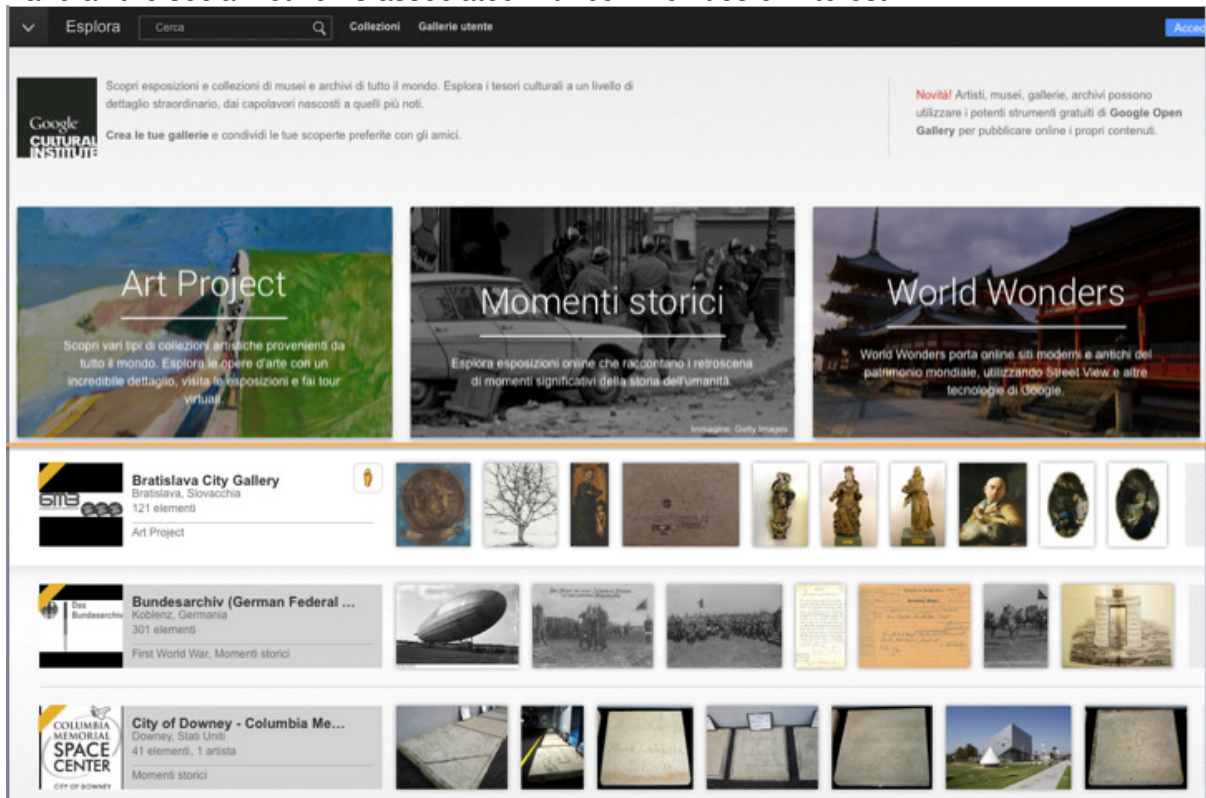 Esplora Cerca Collezioni Gallerie utente Acced
Scopri esposizioni e collezioni di musei e archivi di tutto il mondo. Esplora i tesori culturali a un livello di
dettaglio straordinario, dai capolavori nascosti a quelli più noti.
Crea le tue gallerie e condividi le tue scoperte preferite con gli amici.
Google
CULTURAL
INSTITUTE
Novità! Artisti, musei, gallerie, archivi possono
utilizzare i potenti strumenti gratuiti di Google Open
Gallery per pubblicare online i propri contenuti.
Art Project
Scopri vari tipi di collezioni artistiche provenienti da
tutto il mondo. Esplora le opere d'arte con un
incredibile dettaglio, visita le esposizioni e fai tour
virtuali.
Momenti storici
Esplora esposizioni online che raccontano i retroscena
di momenti significativi della storia dell'umanità.
Immagine: Getty Images
World Wonders
World Wonders porta online siti moderni e antichi del
patrimonio mondiale, utilizzando Street View e altre
tecnologie di Google.
GMB
Bratislava City Gallery
Bratislava, Slovacchia
121 elementi
Art Project
Das
Bundesarchiv
Bundesarchiv (German Federal ...
Koblenz, Germania
301 elementi
First World War, Momenti storici
COLUMBIA
MEMORIAL
SPACE
CENTER
CITY OF DOWNEY
City of Downey - Columbia Me...
Downey, Stati Uniti
41 elementi, 1 artista
Momenti storici